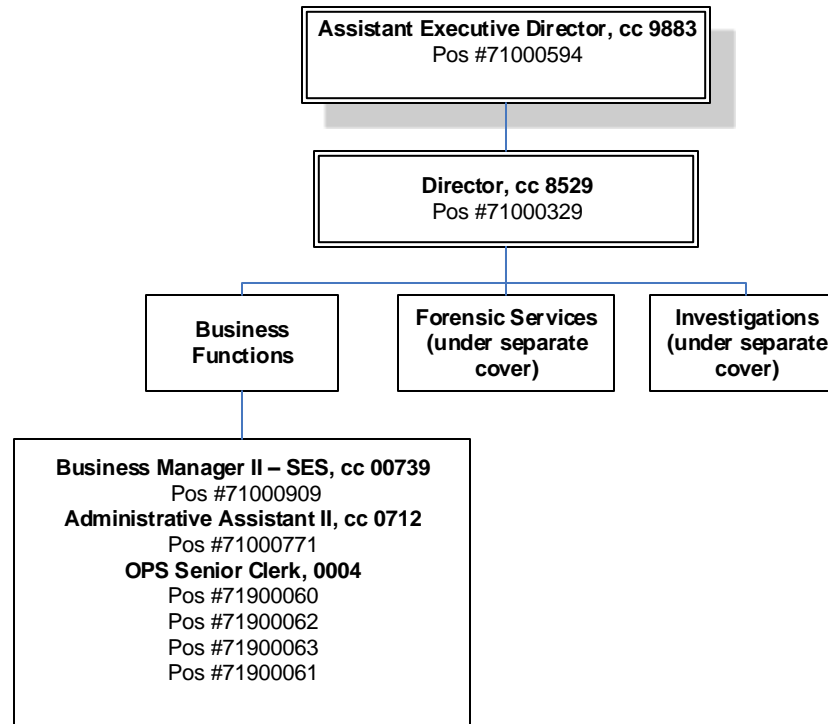 Assistant Executive Director, cc 9883
Pos #71000594
Director, cc 8529
Pos #71000329
Business
Functions
Forensic Services
(under separate
cover)
Investigations
(under separate
cover)
Business Manager II – SES, cc 00739
Pos #71000909
Administrative Assistant II, cc 0712
Pos #71000771
OPS Senior Clerk, 0004
Pos #71900060
Pos #71900062
Pos #71900063
Pos #71900061